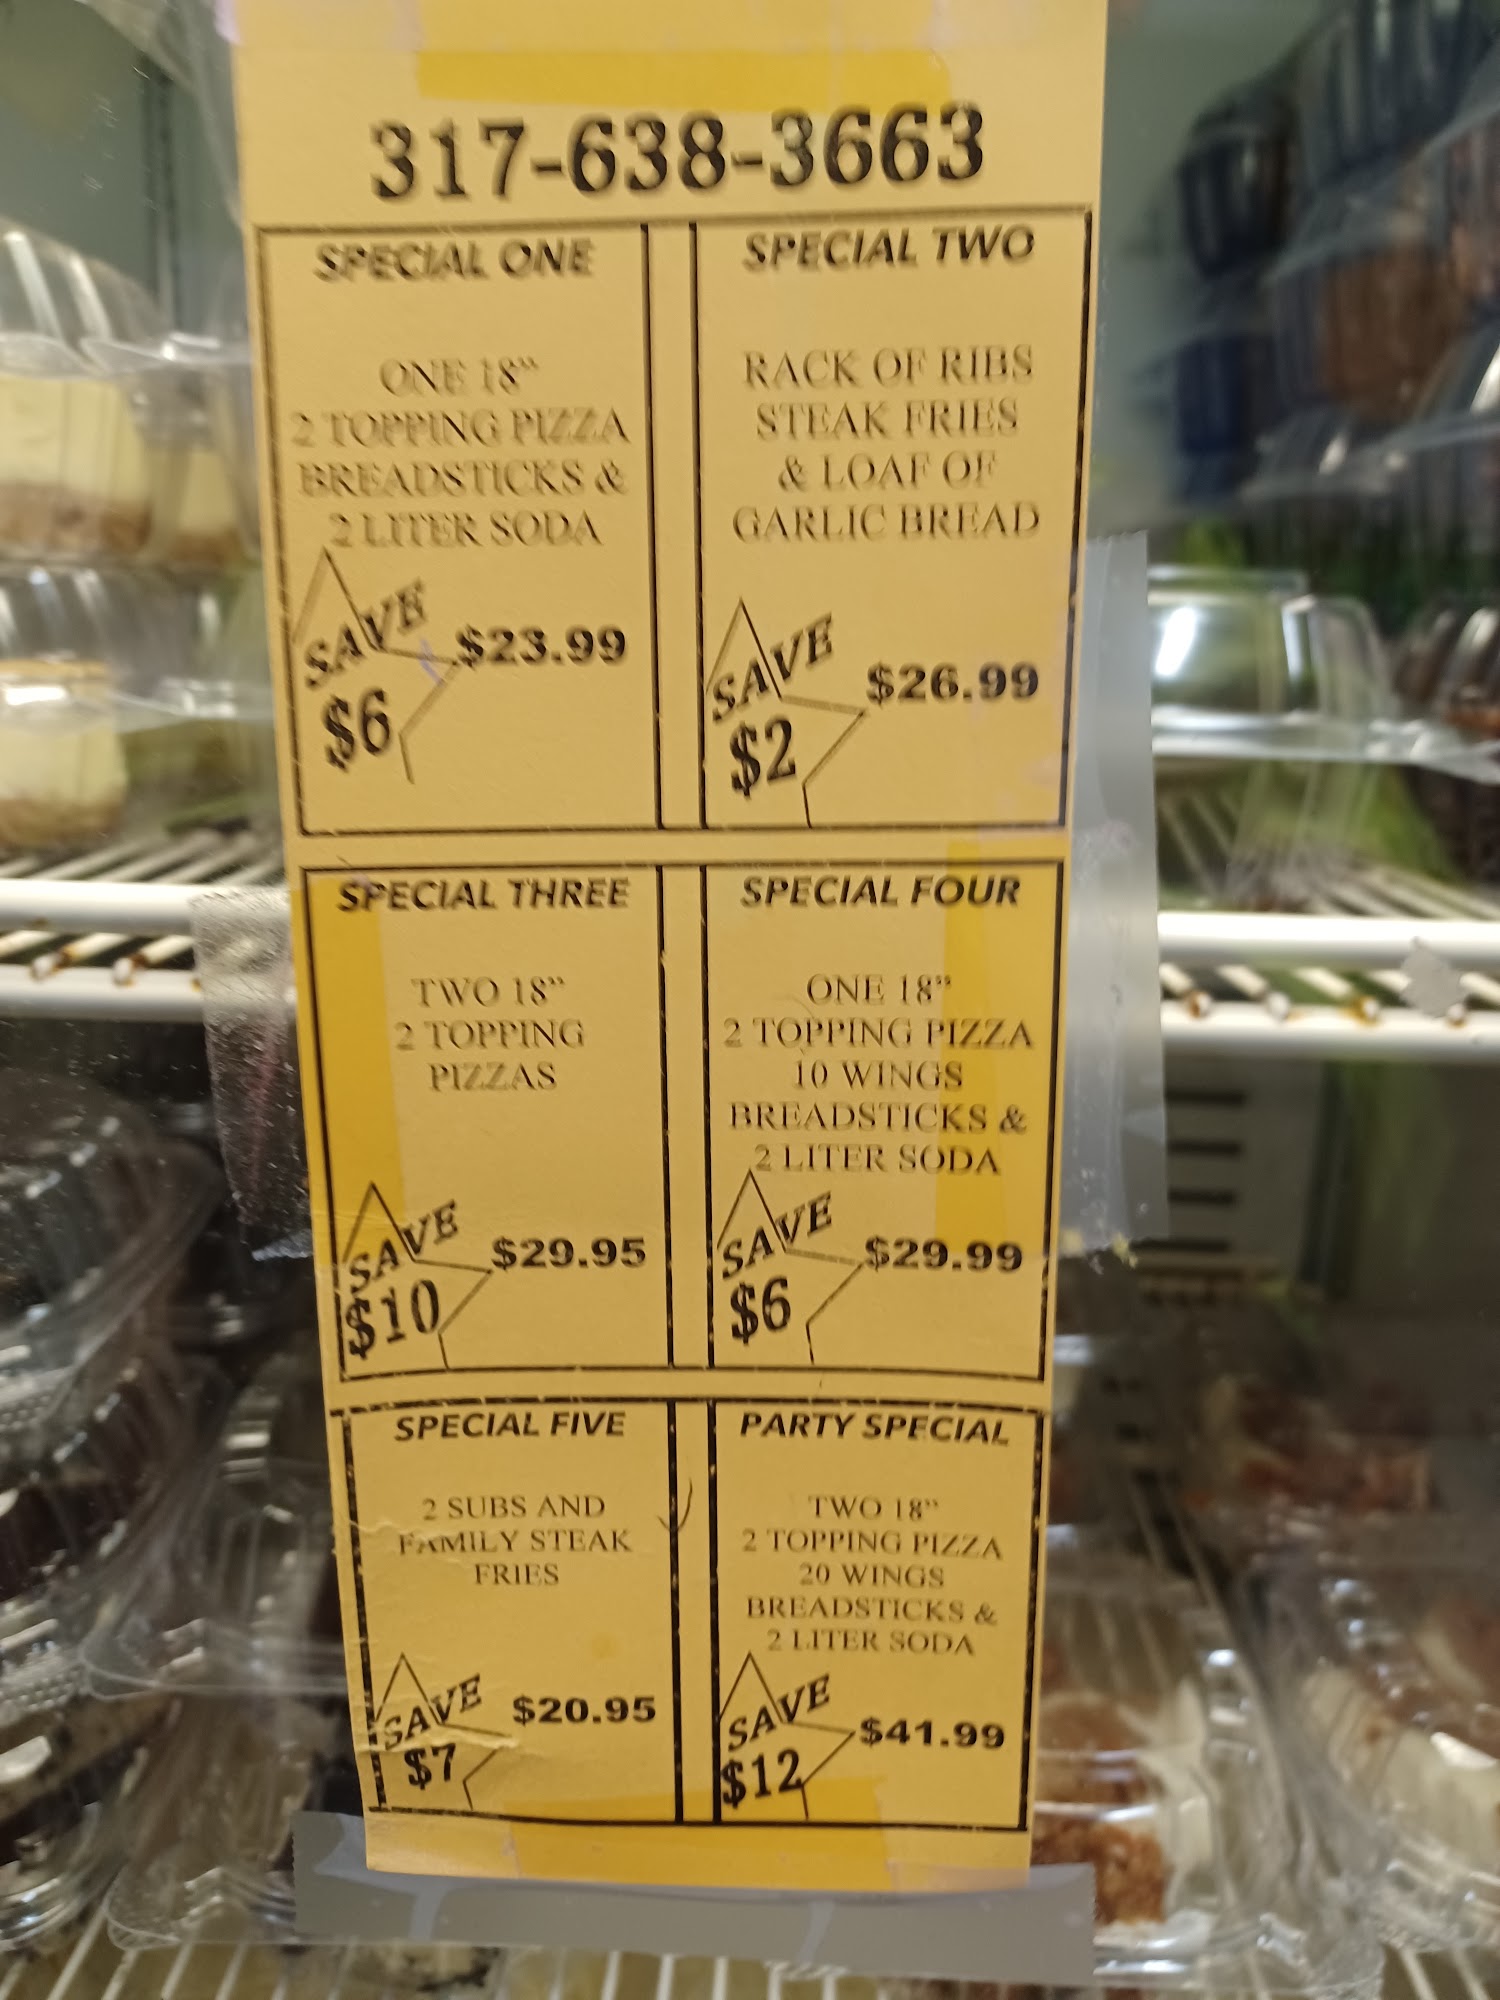 317-638-3663
SPECIAL ONE
ONE 18"
2 TOPPING PIZZA
BREADSTICKS &
2 LITER SODA
SAVE
$6
$23.99
SPECIAL TWO
RACK OF RIBS
STEAK FRIES
& LOAF OF
GARLIC BREAD
SAVE
$2
$26.99
SPECIAL THREE
TWO 18"
2 TOPPING
PIZZAS
SAVE
$10
$29.95
SPECIAL FOUR
ONE 18"
2 TOPPING PIZZA
10 WINGS
BREADSTICKS &
2 LITER SODA
SAVE
$6
$29.99
SPECIAL FIVE
2 SUBS AND
FAMILY STEAK
FRIES
SAVE
$7
$20.95
PARTY SPECIAL
TWO 18"
2 TOPPING PIZZA
20 WINGS
BREADSTICKS &
2 LITER SODA
SAVE
$12
$41.99